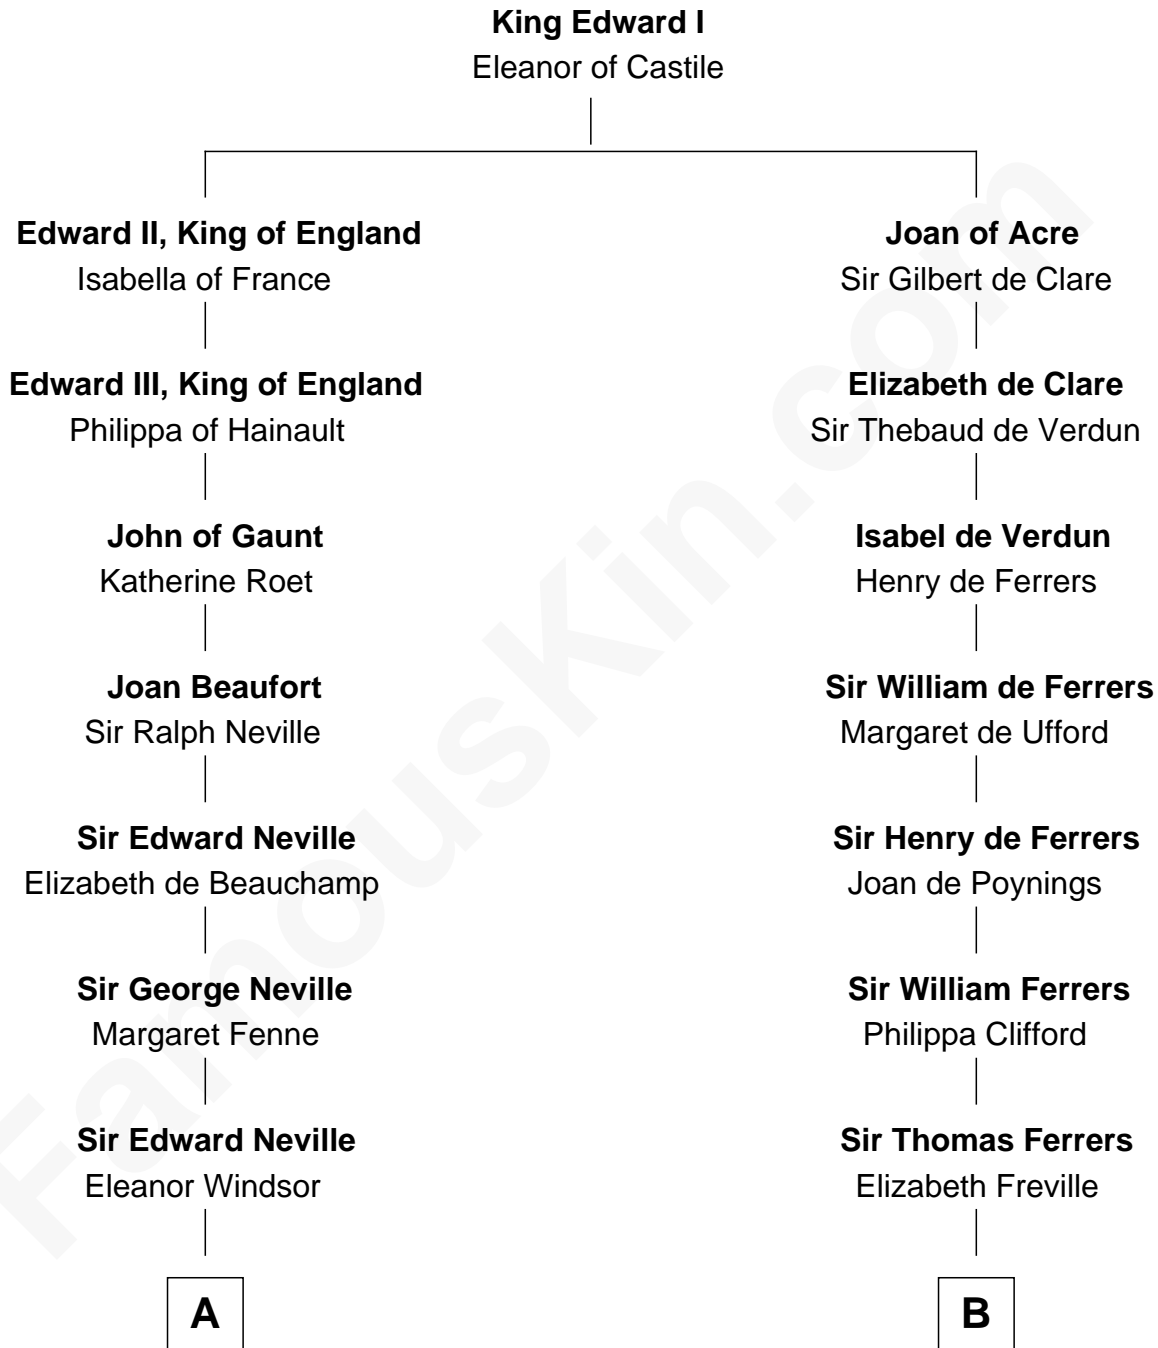 King Edward I
Eleanor of Castile
Edward II, King of England
Isabella of France
Joan of Acre
Sir Gilbert de Clare
Edward III, King of England
Philippa of Hainault
Elizabeth de Clare
Sir Thebaud de Verdun
John of Gaunt
Katherine Roet
Isabel de Verdun
Henry de Ferrers
Joan Beaufort
Sir Ralph Neville
Sir William de Ferrers
Margaret de Ufford
Sir Edward Neville
Elizabeth de Beauchamp
Sir Henry de Ferrers
Joan de Poynings
Sir George Neville
Margaret Fenne
Sir William Ferrers
Philippa Clifford
Sir Edward Neville
Eleanor Windsor
Sir Thomas Ferrers
Elizabeth Freville
A
B
FamousKin.com